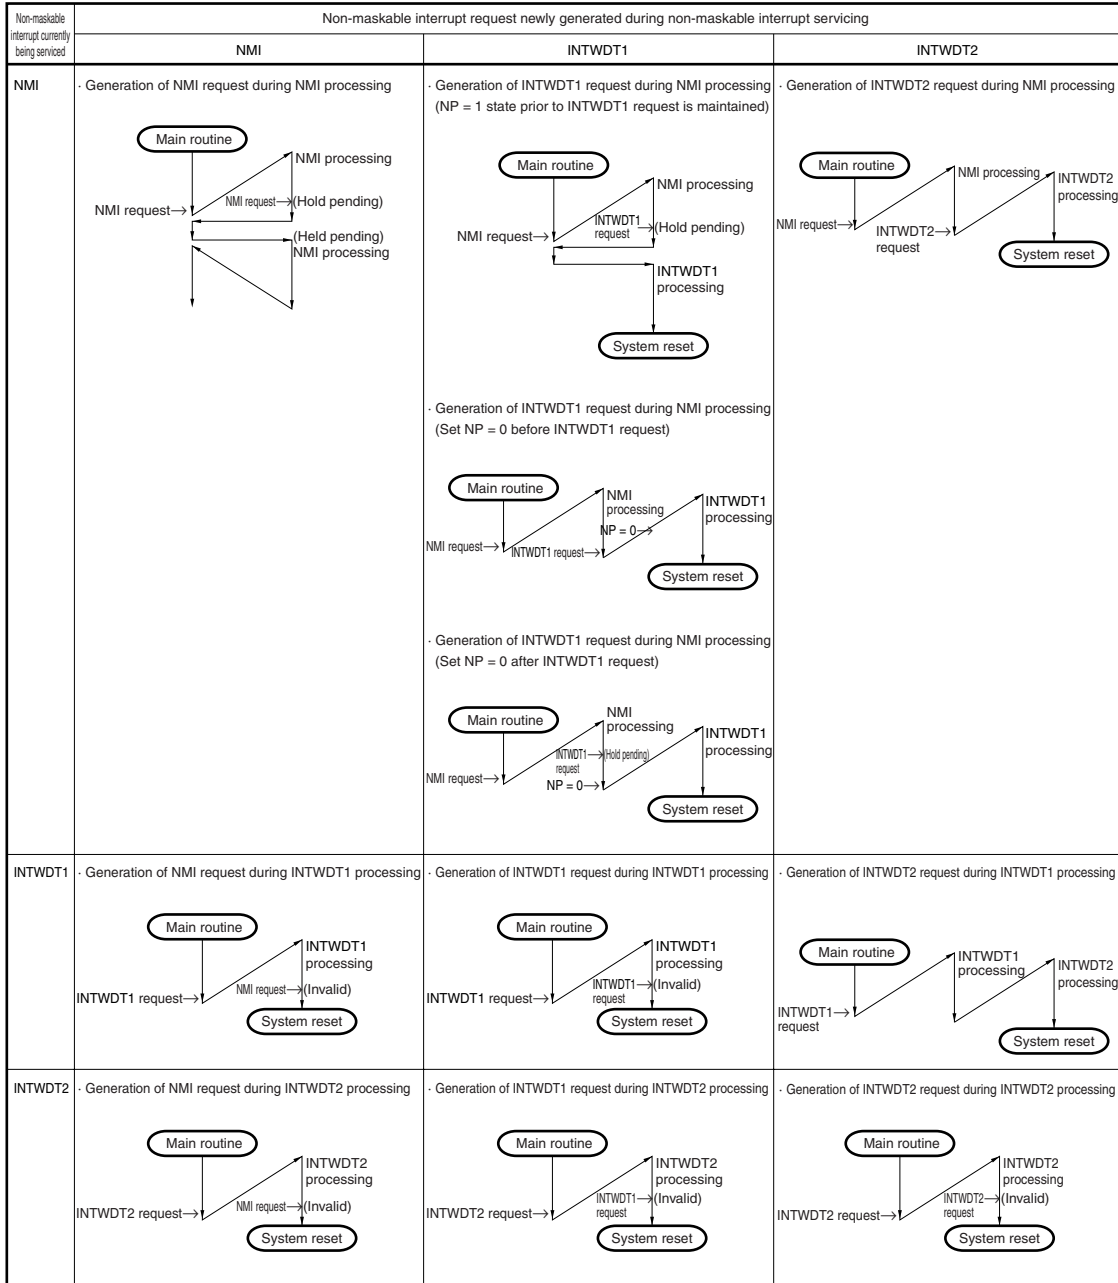 Non-maskable
interrupt currently
being serviced
Non-maskable interrupt request newly generated during non-maskable interrupt servicing
NMI
INTWDT1
INTWDT2
NMI
· Generation of NMI request during NMI processing
Main routine
NMI processing
NMI request→
NMI request→(Hold pending)
(Held pending)
NMI processing
· Generation of INTWDT1 request during NMI processing
(NP = 1 state prior to INTWDT1 request is maintained)
Main routine
NMI processing
NMI request→
INTWDT1
request →(Hold pending)
INTWDT1
processing
System reset
· Generation of INTWDT1 request during NMI processing
(Set NP = 0 before INTWDT1 request)
Main routine
NMI
processing
INTWDT1
processing
NP = 0→
NMI request→
INTWDT1 request→
System reset
· Generation of INTWDT1 request during NMI processing
(Set NP = 0 after INTWDT1 request)
Main routine
NMI
processing
INTWDT1
processing
INTWDT1→(Hold pending)
request
NMI request→
NP = 0→
System reset
· Generation of INTWDT2 request during NMI processing
Main routine
NMI processing
INTWDT2
processing
NMI request→
INTWDT2→
request
System reset
INTWDT1
· Generation of NMI request during INTWDT1 processing
Main routine
INTWDT1
processing
INTWDT1 request→
NMI request→(Invalid)
System reset
· Generation of INTWDT1 request during INTWDT1 processing
Main routine
INTWDT1
processing
INTWDT1 request→
INTWDT1→(Invalid)
request
System reset
· Generation of INTWDT2 request during INTWDT1 processing
Main routine
INTWDT1
processing
INTWDT2
processing
INTWDT1→
request
System reset
INTWDT2
· Generation of NMI request during INTWDT2 processing
Main routine
INTWDT2
processing
INTWDT2 request→
NMI request→(Invalid)
System reset
· Generation of INTWDT1 request during INTWDT2 processing
Main routine
INTWDT2
processing
INTWDT2 request→
INTWDT1→(Invalid)
request
System reset
· Generation of INTWDT2 request during INTWDT2 processing
Main routine
INTWDT2
processing
INTWDT2 request→
INTWDT2→(Invalid)
request
System reset